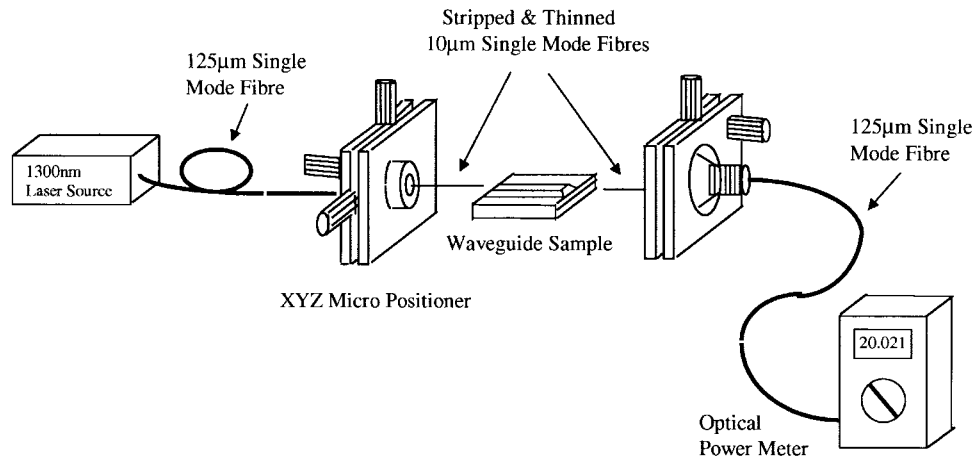 Stripped & Thinned
10µm Single Mode Fibres
125µm Single
Mode Fibre
1300nm
Laser Source
Waveguide Sample
XYZ Micro Positioner
125µm Single
Mode Fibre
20.021
Optical
Power Meter